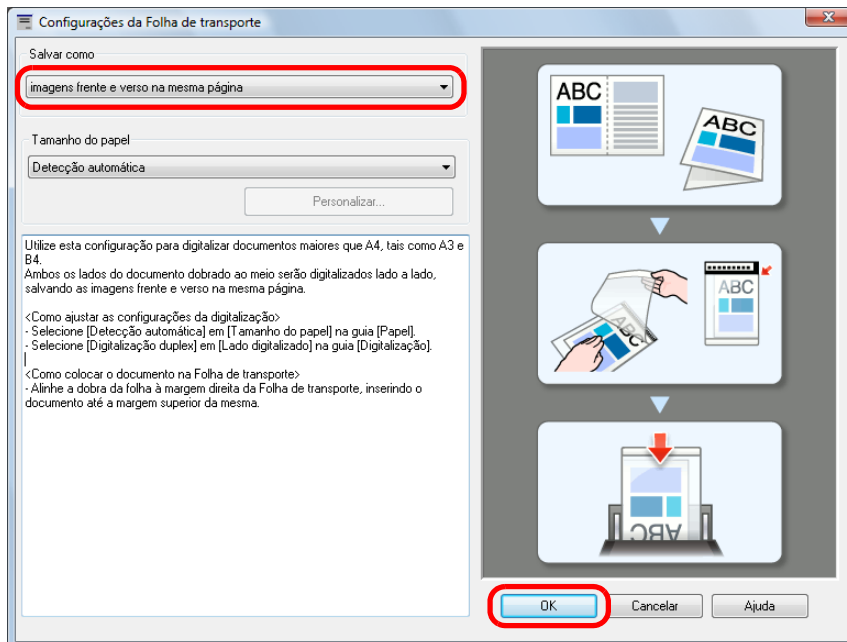 Configurações da Folha de transporte
Salvar como
imagens frente e verso na mesma página
Tamanho do papel
Detecção automática
Personalizar...
Utilize esta configuração para digitalizar documentos maiores que A4, tais como A3 e
B4.
Ambos os lados do documento dobrado ao meio serão digitalizados lado a lado,
salvando as imagens frente e verso na mesma página.
<Como ajustar as configurações da digitalização>
- Selecione [Detecção automática] em [Tamanho do papel] na guia [Papel].
- Selecione [Digitalização duplex] em [Lado digitalizado] na guia [Digitalização].
<Como colocar o documento na Folha de transporte>
- Alinhe a dobra da folha à margem direita da Folha de transporte, inserindo o
documento até a margem superior da mesma.
ABC
ABC
ABC
ABC
ABC
OK
Cancelar
Ajuda